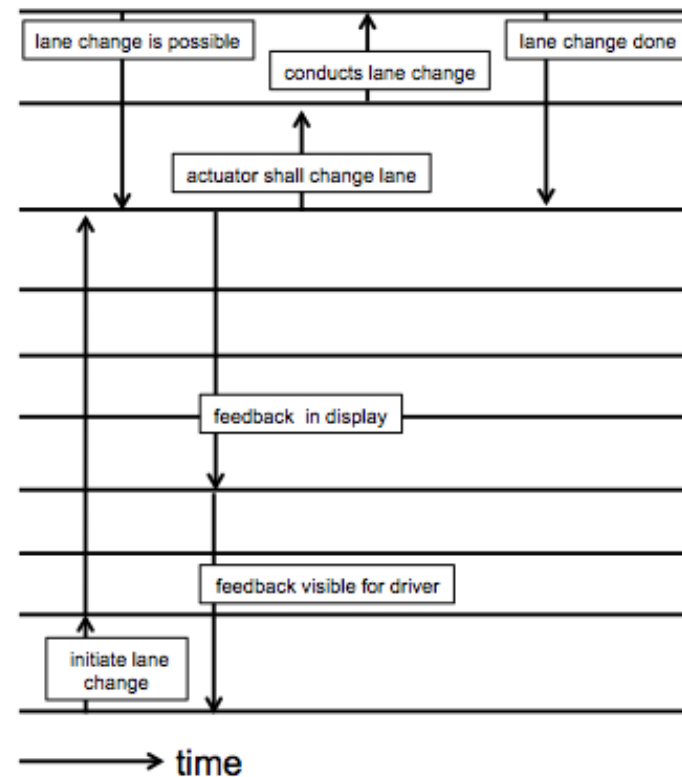 lane change is possible
lane change done
conducts lane change
actuator shall change lane
feedback in display
feedback visible for driver
initiate lane
change
time